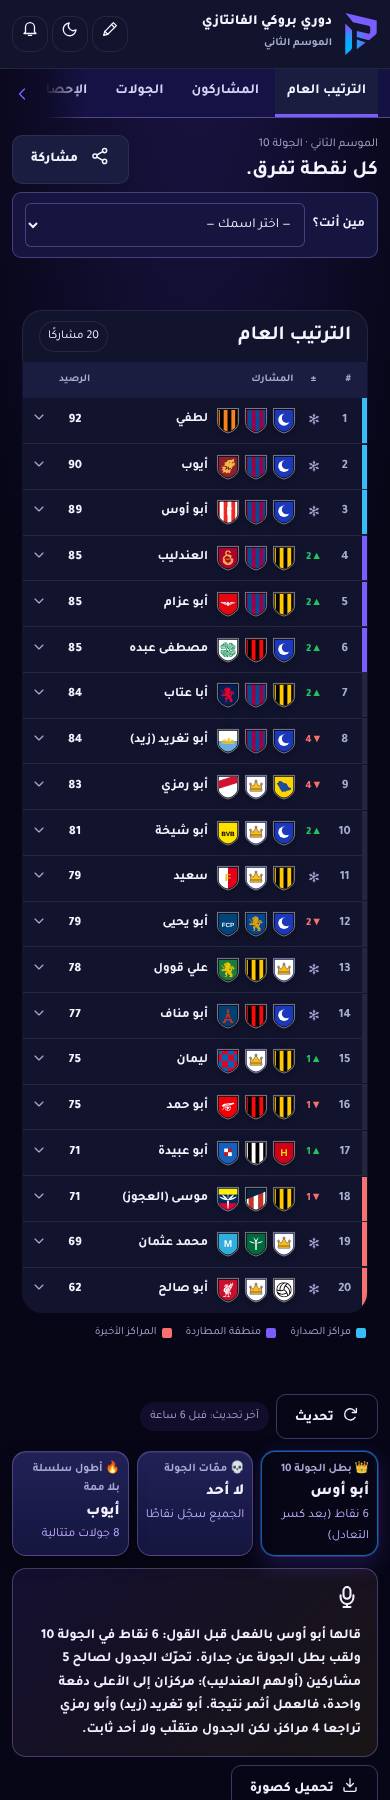 دوري بروكي الفانتازي
الموسم الثاني
الترتيب العام
المشاركون
الجولات
الإحصا
الموسم الثاني · الجولة 10
كل نقطة تفرق.
مشاركة
مين أنت؟
– اختر اسمك –
الترتيب العام
20 مشاركًا
# ± المشارك الرصيد
1 لطفي 92
2 أيوب 90
3 أبو أوس 89
4 ▲2 العندليب 85
5 ▲2 أبو عزام 85
6 ▲2 مصطفى عبده 85
7 ▲2 أبا عتاب 84
8 ▼4 أبو تغريد (زيد) 84
9 ▼4 أبو رمزي 83
10 ▲2 BVB أبو شيخة 81
11 سعيد 79
12 ▼2 FCP أبو يحيى 79
13 علي قوول 78
14 أبو مناف 77
15 ▲1 ليمان 75
16 ▼1 أبو حمد 75
17 ▲1 H أبو عبيدة 71
18 ▼1 موسى (العجوز) 71
19 M محمد عثمان 69
20 أبو صالح 62
مراكز الصدارة
منطقة المطاردة
المراكز الأخيرة
تحديث
آخر تحديث: قبل 6 ساعة
👑 بطل الجولة 10
أبو أوس
6 نقاط (بعد كسر
التعادل)
💀 ممّات الجولة
لا أحد
الجميع سجّل نقاطًا
🔥 أطول سلسلة
بلا ممة
أيوب
8 جولات متتالية
قالها أبو أوس بالفعل قبل القول: 6 نقاط في الجولة 10
ولقب بطل الجولة عن جدارة. تحرّك الجدول لصالح 5
مشاركين (أولهم العندليب): مركزان إلى الأعلى دفعة
واحدة، فالعمل أثمر نتيجة. أبو تغريد (زيد) وأبو رمزي
تراجعا 4 مراكز، لكن الجدول متقلّب ولا أحد ثابت.
تحميل كصورة